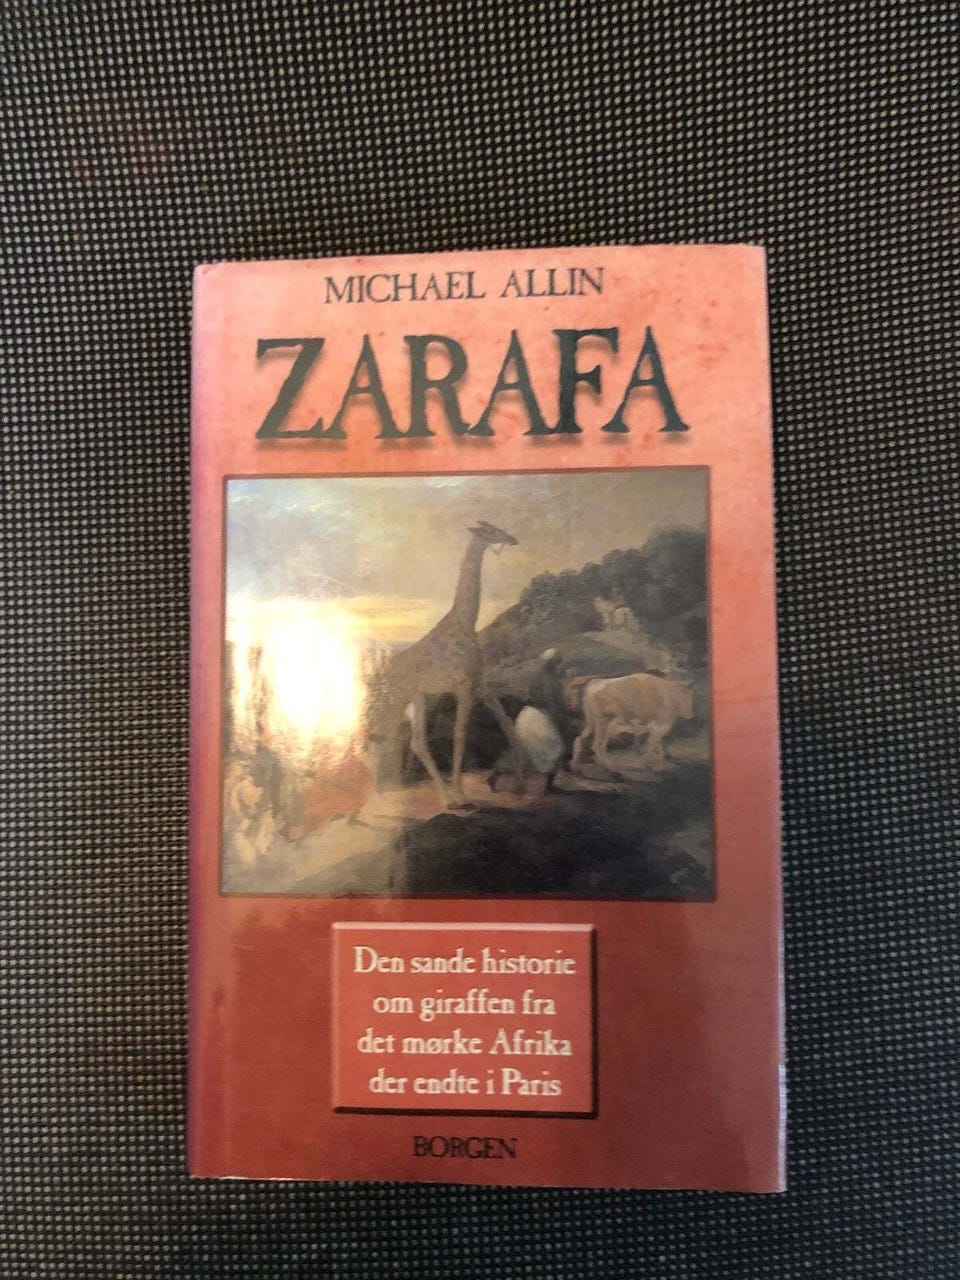 MICHAEL ALLIN
ZARAFA
Den sande historie
om giraffen fra
det mørke Afrika
der endte i Paris
BORGEN